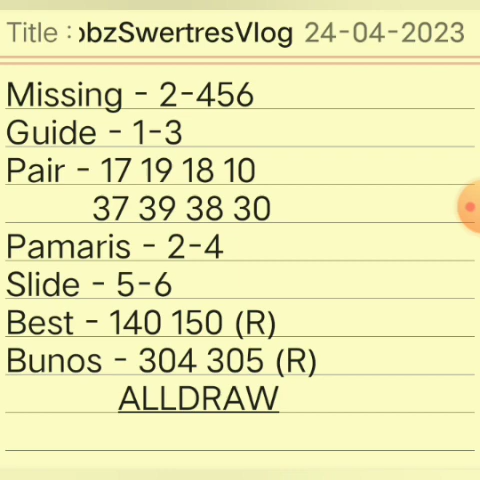 Title : obzSwertresVlog 24-04-2023
Missing - 2-456
Guide - 1-3
Pair - 17 19 18 10
37 39 38 30
Pamaris - 2-4
Slide - 5-6
Best - 140 150 (R)
Bunos - 304 305 (R)
ALLDRAW